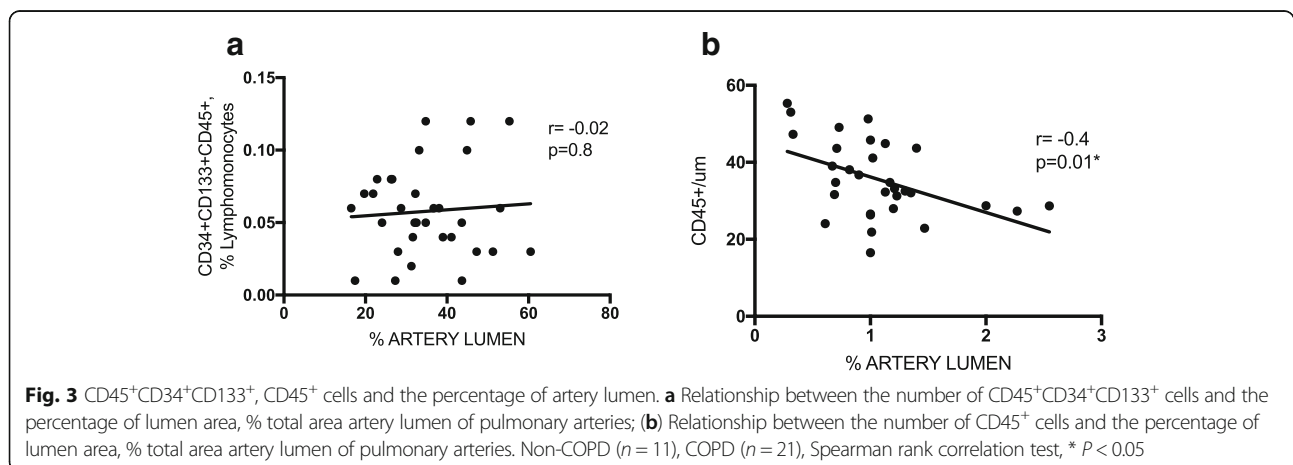 a
CD34+CD133+CD45+,
% Lymphomonocytes
0.15
0.10
0.05
0.00
0
20
40
60
80
% ARTERY LUMEN
r= -0.02
p=0.8
b
CD45+/um
60
40
20
0
0
1
2
3
% ARTERY LUMEN
r= -0.4
p=0.01*
Fig. 3 CD45+CD34+CD133+, CD45+ cells and the percentage of artery lumen. a Relationship between the number of CD45+CD34+CD133+ cells and the
percentage of lumen area, % total area artery lumen of pulmonary arteries; (b) Relationship between the number of CD45+ cells and the percentage of
lumen area, % total area artery lumen of pulmonary arteries. Non-COPD (n = 11), COPD (n = 21), Spearman rank correlation test, * P < 0.05